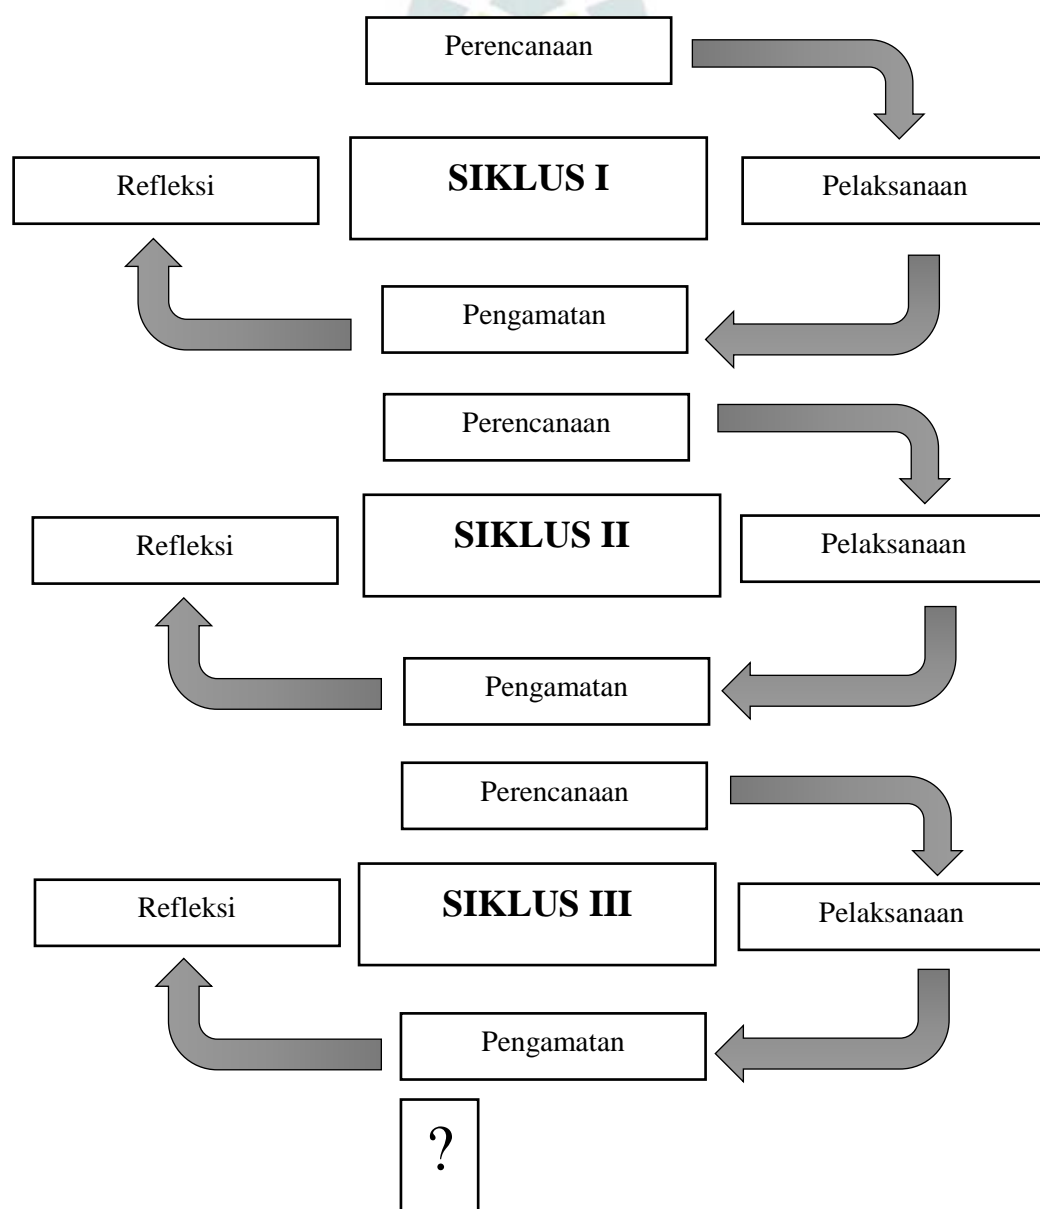 Perencanaan
Refleksi
SIKLUS I
Pelaksanaan
Pengamatan
Perencanaan
Refleksi
SIKLUS II
Pelaksanaan
Pengamatan
Perencanaan
Refleksi
SIKLUS III
Pelaksanaan
Pengamatan
?